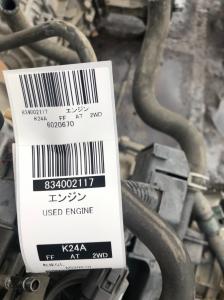 834002117 エンジン
K24A FF AT 2WD
6020670
834002117
エンジン
USED ENGINE
K24A
FF AT 2WD